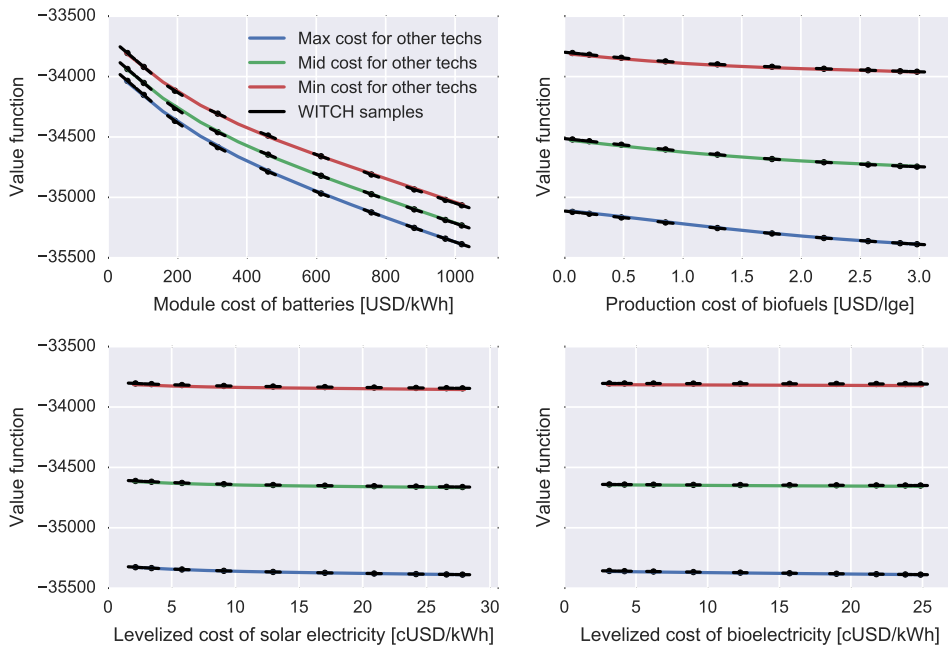 −33500
−34000
−34500
−35000
−35500
Value function
Max cost for other techs
Mid cost for other techs
Min cost for other techs
WITCH samples
0 200 400 600 800 1000
Module cost of batteries [USD/kWh]
Value function
0.0 0.5 1.0 1.5 2.0 2.5 3.0
Production cost of biofuels [USD/lge]
−33500
−34000
−34500
−35000
−35500
Value function
0 5 10 15 20 25 30
Levelized cost of solar electricity [cUSD/kWh]
Value function
0 5 10 15 20 25
Levelized cost of bioelectricity [cUSD/kWh]